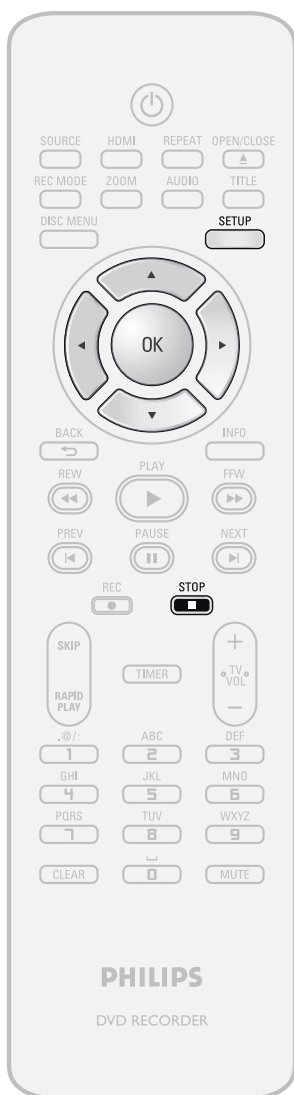 SOURCE HDMI REPEAT OPEN/CLOSE
REC MODE ZOOM AUDIO TITLE
DISC MENU SETUP
OK
BACK INFO
REW PLAY FFW
PREV PAUSE NEXT
REC STOP
SKIP
RAPID
PLAY
TIMER
+
TV
VOL
−
.@/: ABC DEF
1 2 3
GHI JKL MNO
4 5 6
PQRS TUV WXYZ
7 8 9
CLEAR 0 MUTE
PHILIPS
DVD RECORDER